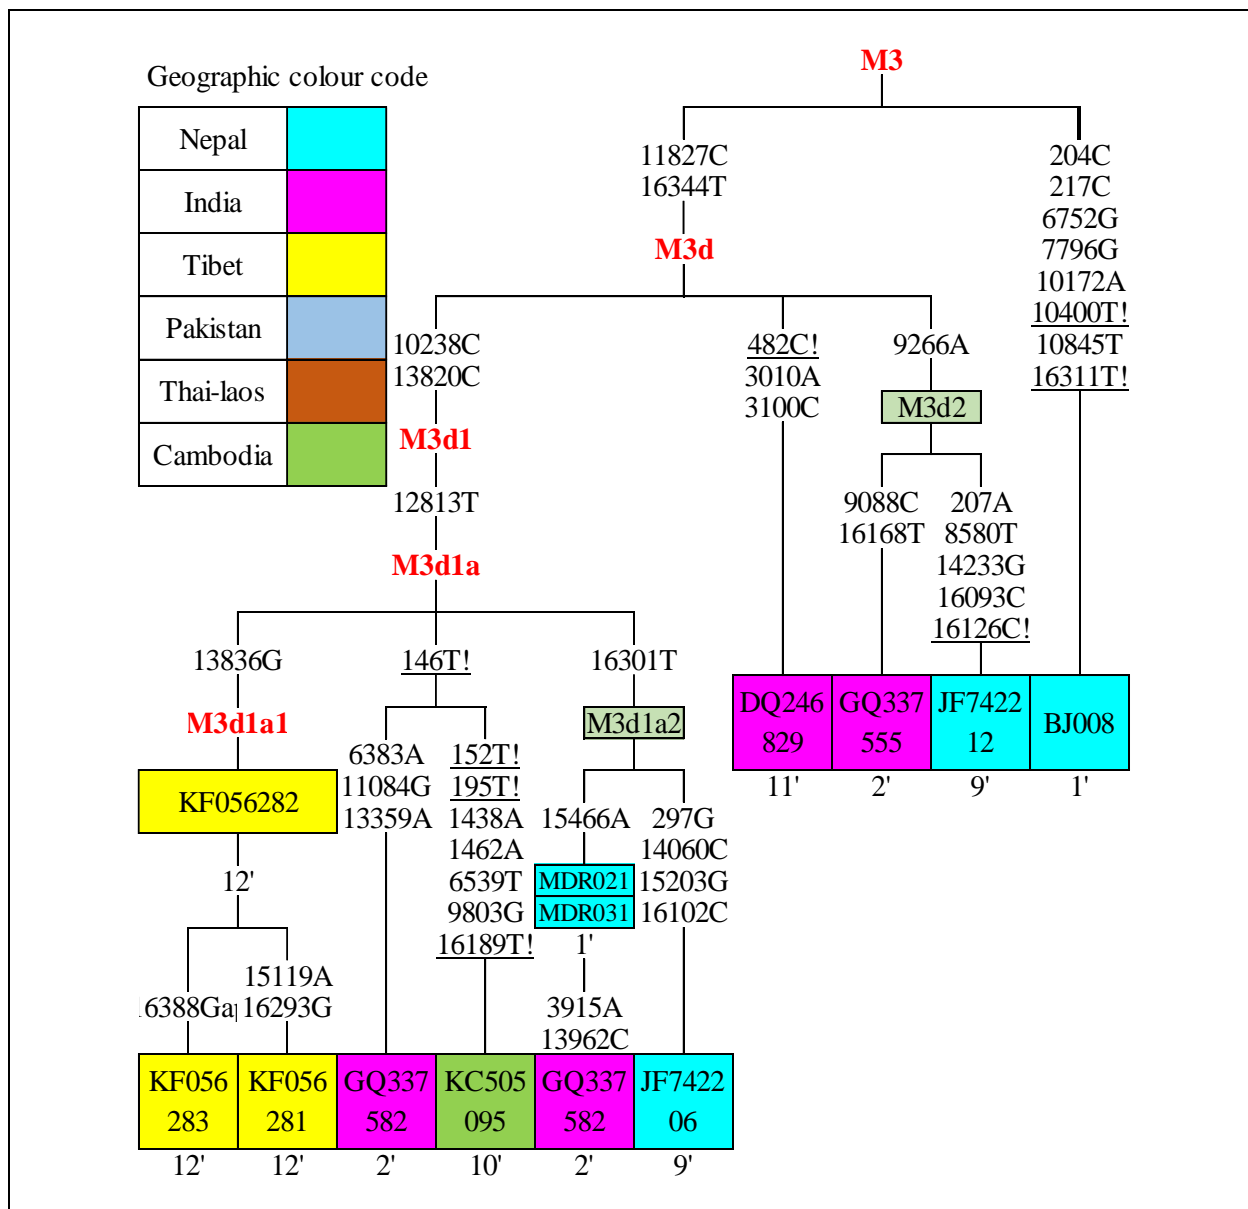 M3
Geographic colour code
Nepal
India
Tibet
Pakistan
Thai-laos
Cambodia
11827C
16344T
M3d
204C
217C
6752G
7796G
10172A
10400T!
10845T
16311T!
10238C
13820C
M3d1
12813T
M3d1a
482C!
3010A
3100C
9266A
M3d2
9088C
16168T
207A
8580T
14233G
16093C
16126C!
DQ246
829
11'
GQ337
555
2'
JF7422
12
9'
BJ008
1'
13836G
M3d1a1
KF056282
12'
16388Gap
15119A
16293G
146T!
6383A
11084G
13359A
152T!
195T!
1438A
1462A
6539T
9803G
16189T!
16301T
M3d1a2
15466A
MDR021
MDR031
1'
3915A
13962C
297G
14060C
15203G
16102C
KF056
283
12'
KF056
281
12'
GQ337
582
2'
KC505
095
10'
GQ337
582
2'
JF7422
06
9'